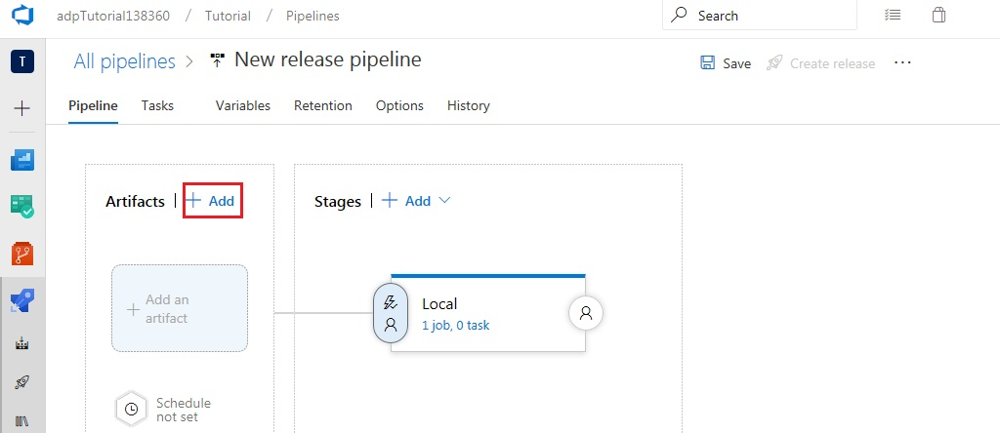 adpTutorial138360 / Tutorial / Pipelines / Search
T
All pipelines > New release pipeline
Save Create release ...
Pipeline Tasks Variables Retention Options History
Artifacts | + Add
Stages | + Add
+ Add an
artifact
Local
1 job, 0 task
Schedule
not set